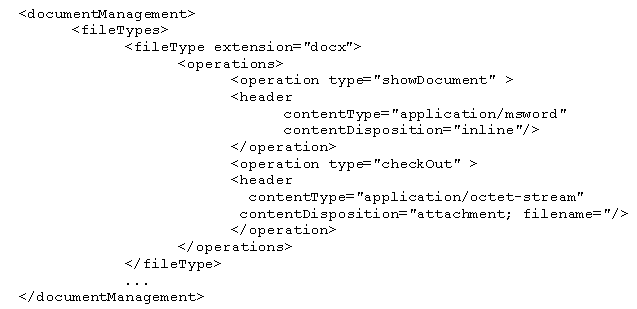 <documentManagement>
<fileTypes>
<fileType extension="docx">
<operations>
<operation type="showDocument" >
<header
contentType="application/msword"
contentDisposition="inline"/>
</operation>
<operation type="checkOut" >
<header
contentType="application/octet-stream"
contentDisposition="attachment; filename="/>
</operation>
</operations>
</fileType>
...
</documentManagement>